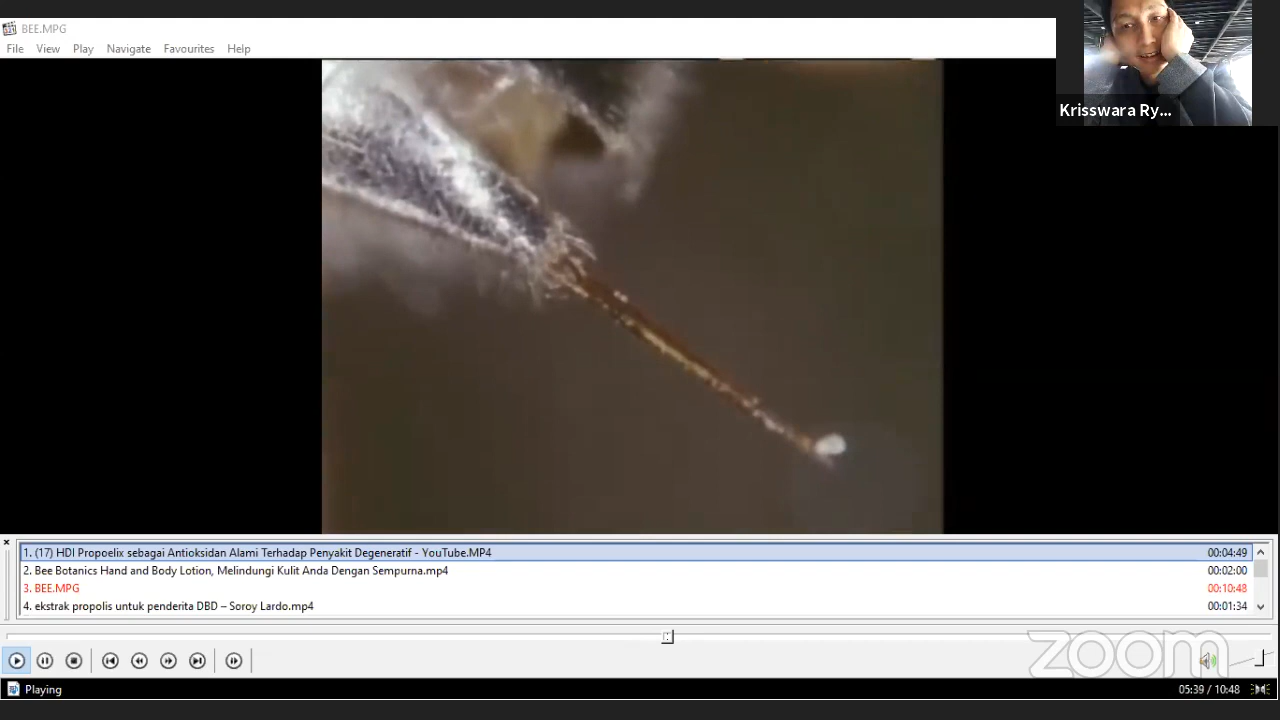 BEE.MPG
File View Play Navigate Favourites Help
Krisswara Ry...
1. (17) HDI Propoelix sebagai Antioksidan Alami Terhadap Penyakit Degeneratif - YouTube.MP4 00:04:49
2. Bee Botanics Hand and Body Lotion, Melindungi Kulit Anda Dengan Sempurna.mp4 00:02:00
3. BEE.MPG 00:10:48
4. ekstrak propolis untuk penderita DBD – Soroy Lardo.mp4 00:01:34
zoom
Playing 05:39 / 10:48